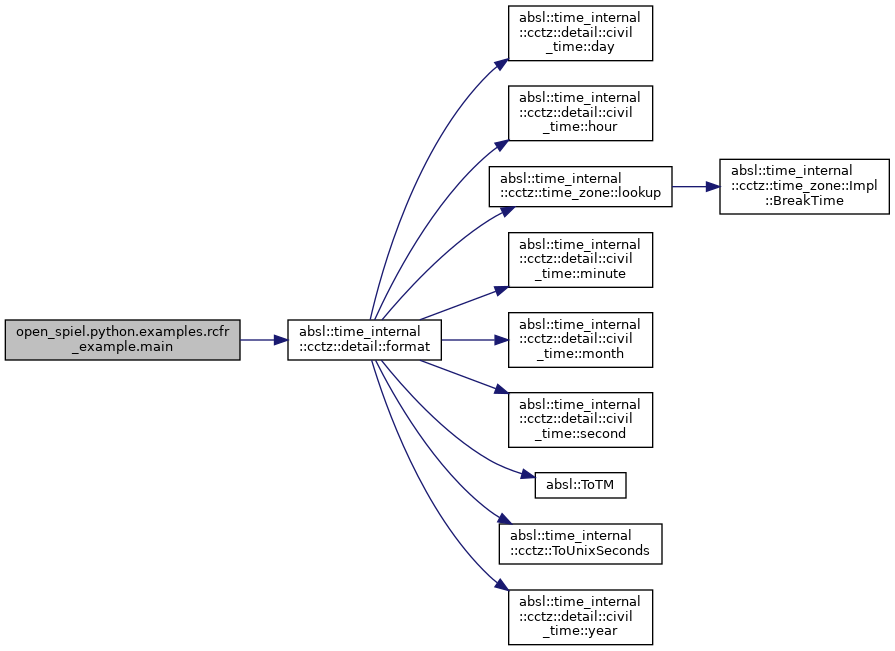 absl::time_internal
::cctz::detail::civil
_time::day
absl::time_internal
::cctz::detail::civil
_time::hour
absl::time_internal
::cctz::time_zone::lookup
absl::time_internal
::cctz::time_zone::Impl
::BreakTime
absl::time_internal
::cctz::detail::civil
_time::minute
open_spiel.python.examples.rcfr
_example.main
absl::time_internal
::cctz::detail::format
absl::time_internal
::cctz::detail::civil
_time::month
absl::time_internal
::cctz::detail::civil
_time::second
absl::ToTM
absl::time_internal
::cctz::ToUnixSeconds
absl::time_internal
::cctz::detail::civil
_time::year